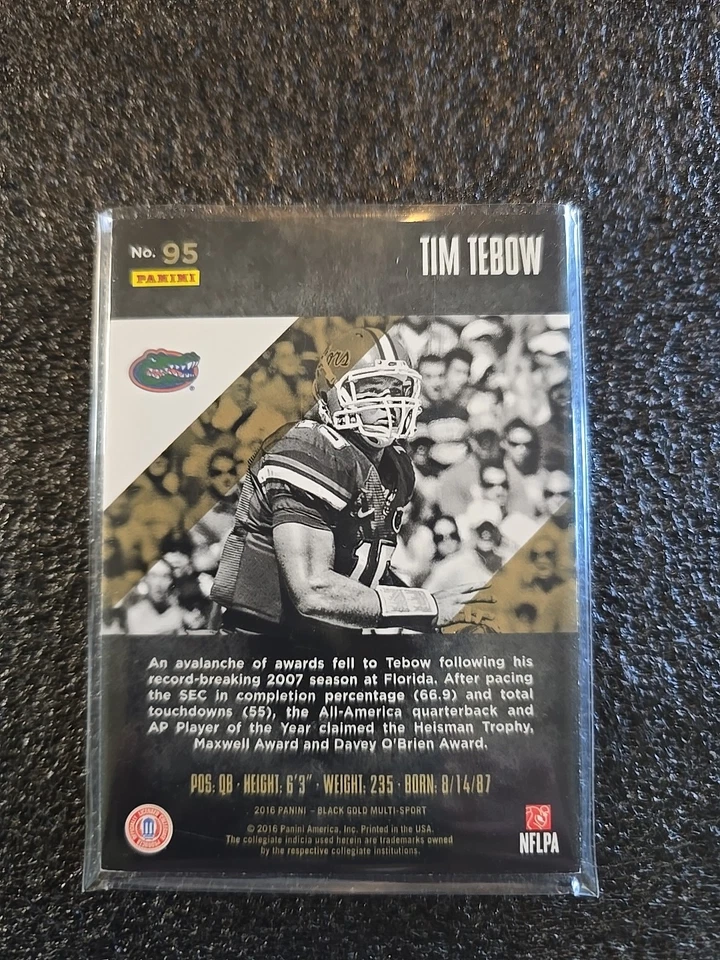 No. 95
PANINI
TIM TEBOW
ors
15
An avalanche of awards fell to Tebow following his
record-breaking 2007 season at Florida. After pacing
the SEC in completion percentage (66.9) and total
touchdowns (55), the All-America quarterback and
AP Player of the Year claimed the Heisman Trophy,
Maxwell Award and Davey O'Brien Award.
POS: QB · HEIGHT: 6'3" · WEIGHT: 235 · BORN: 8/14/87
2016 PANINI – BLACK GOLD MULTI-SPORT
© 2016 Panini America, Inc. Printed in the USA.
The collegiate indicia used herein are trademarks owned
by the respective collegiate institutions.
NFLPA